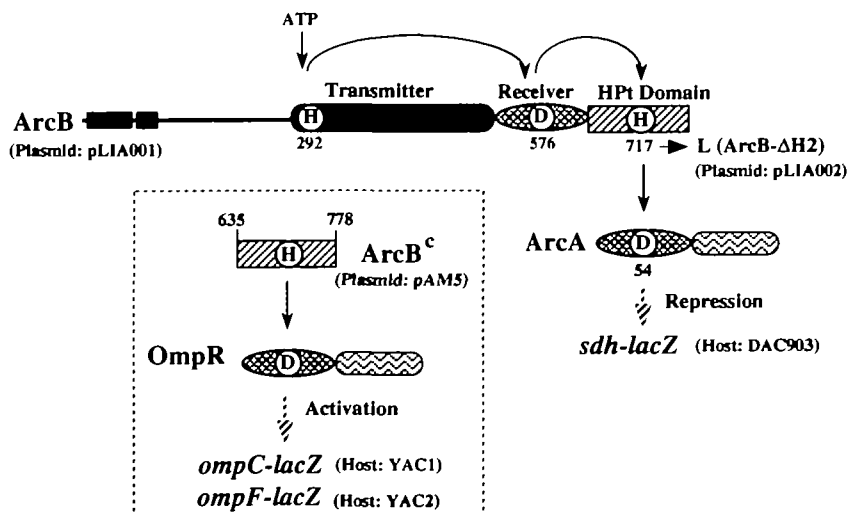 ATP
Transmitter Receiver HPt Domain
ArcB H D H
(Plasmid: pLIA001) 292 576 717 L (ArcB-ΔH2)
(Plasmid: pLIA002)
635 778
H ArcBᶜ
(Plasmid: pAM5)
ArcA D
54
Repression
sdh-lacZ (Host: DAC903)
OmpR D
Activation
ompC-lacZ (Host: YAC1)
ompF-lacZ (Host: YAC2)